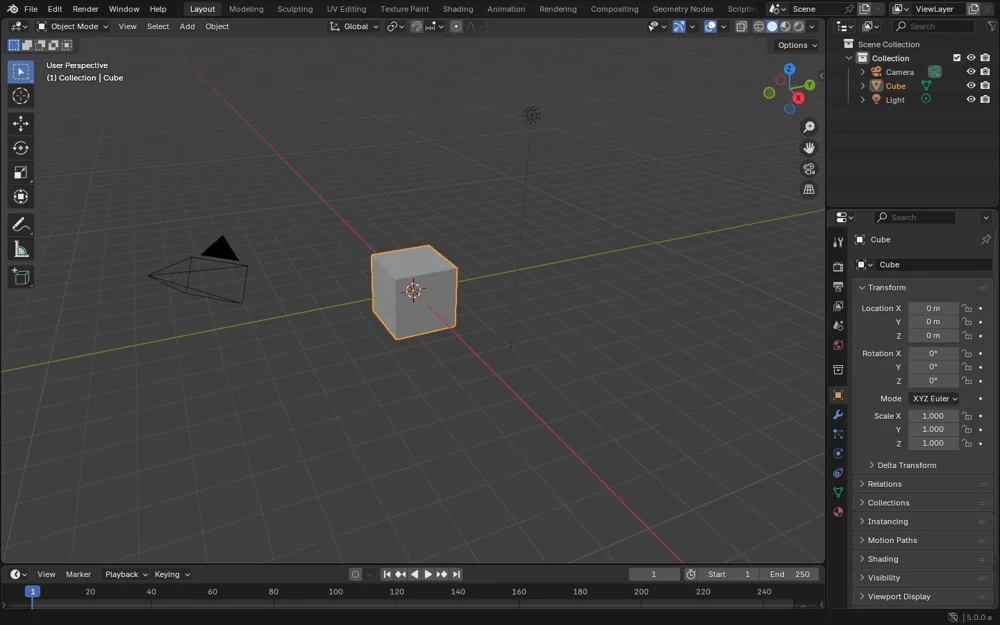 File Edit Render Window Help Layout Modeling Sculpting UV Editing Texture Paint Shading Animation Rendering Compositing Geometry Nodes Scriptin Scene ViewLayer
Object Mode View Select Add Object Global Search
Options
User Perspective
(1) Collection | Cube
Z
Y
X
Scene Collection
Collection
Camera
Cube
Light
Search
Cube
Cube
Transform
Location X 0 m
Y 0 m
Z 0 m
Rotation X 0°
Y 0°
Z 0°
Mode XYZ Euler
Scale X 1.000
Y 1.000
Z 1.000
Delta Transform
Relations
Collections
Instancing
Motion Paths
Shading
Visibility
Viewport Display
View Marker Playback Keying 1 Start 1 End 250
1 20 40 60 80 100 120 140 160 180 200 220 240
5.0.0 a